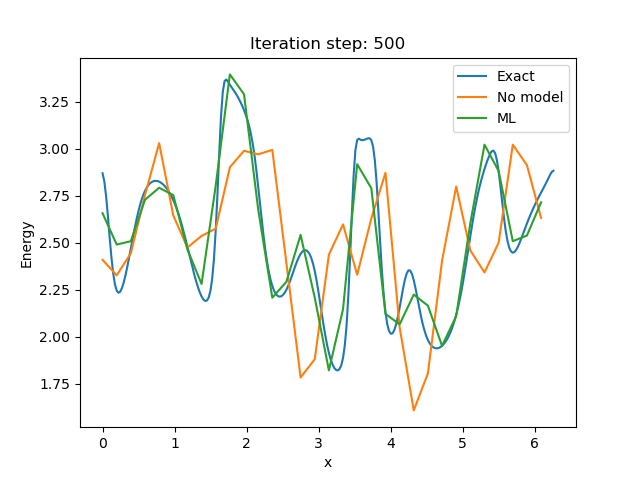 Iteration step: 500
Exact
No model
ML
3.25
3.00
2.75
2.50
2.25
2.00
1.75
Energy
0 1 2 3 4 5 6
x